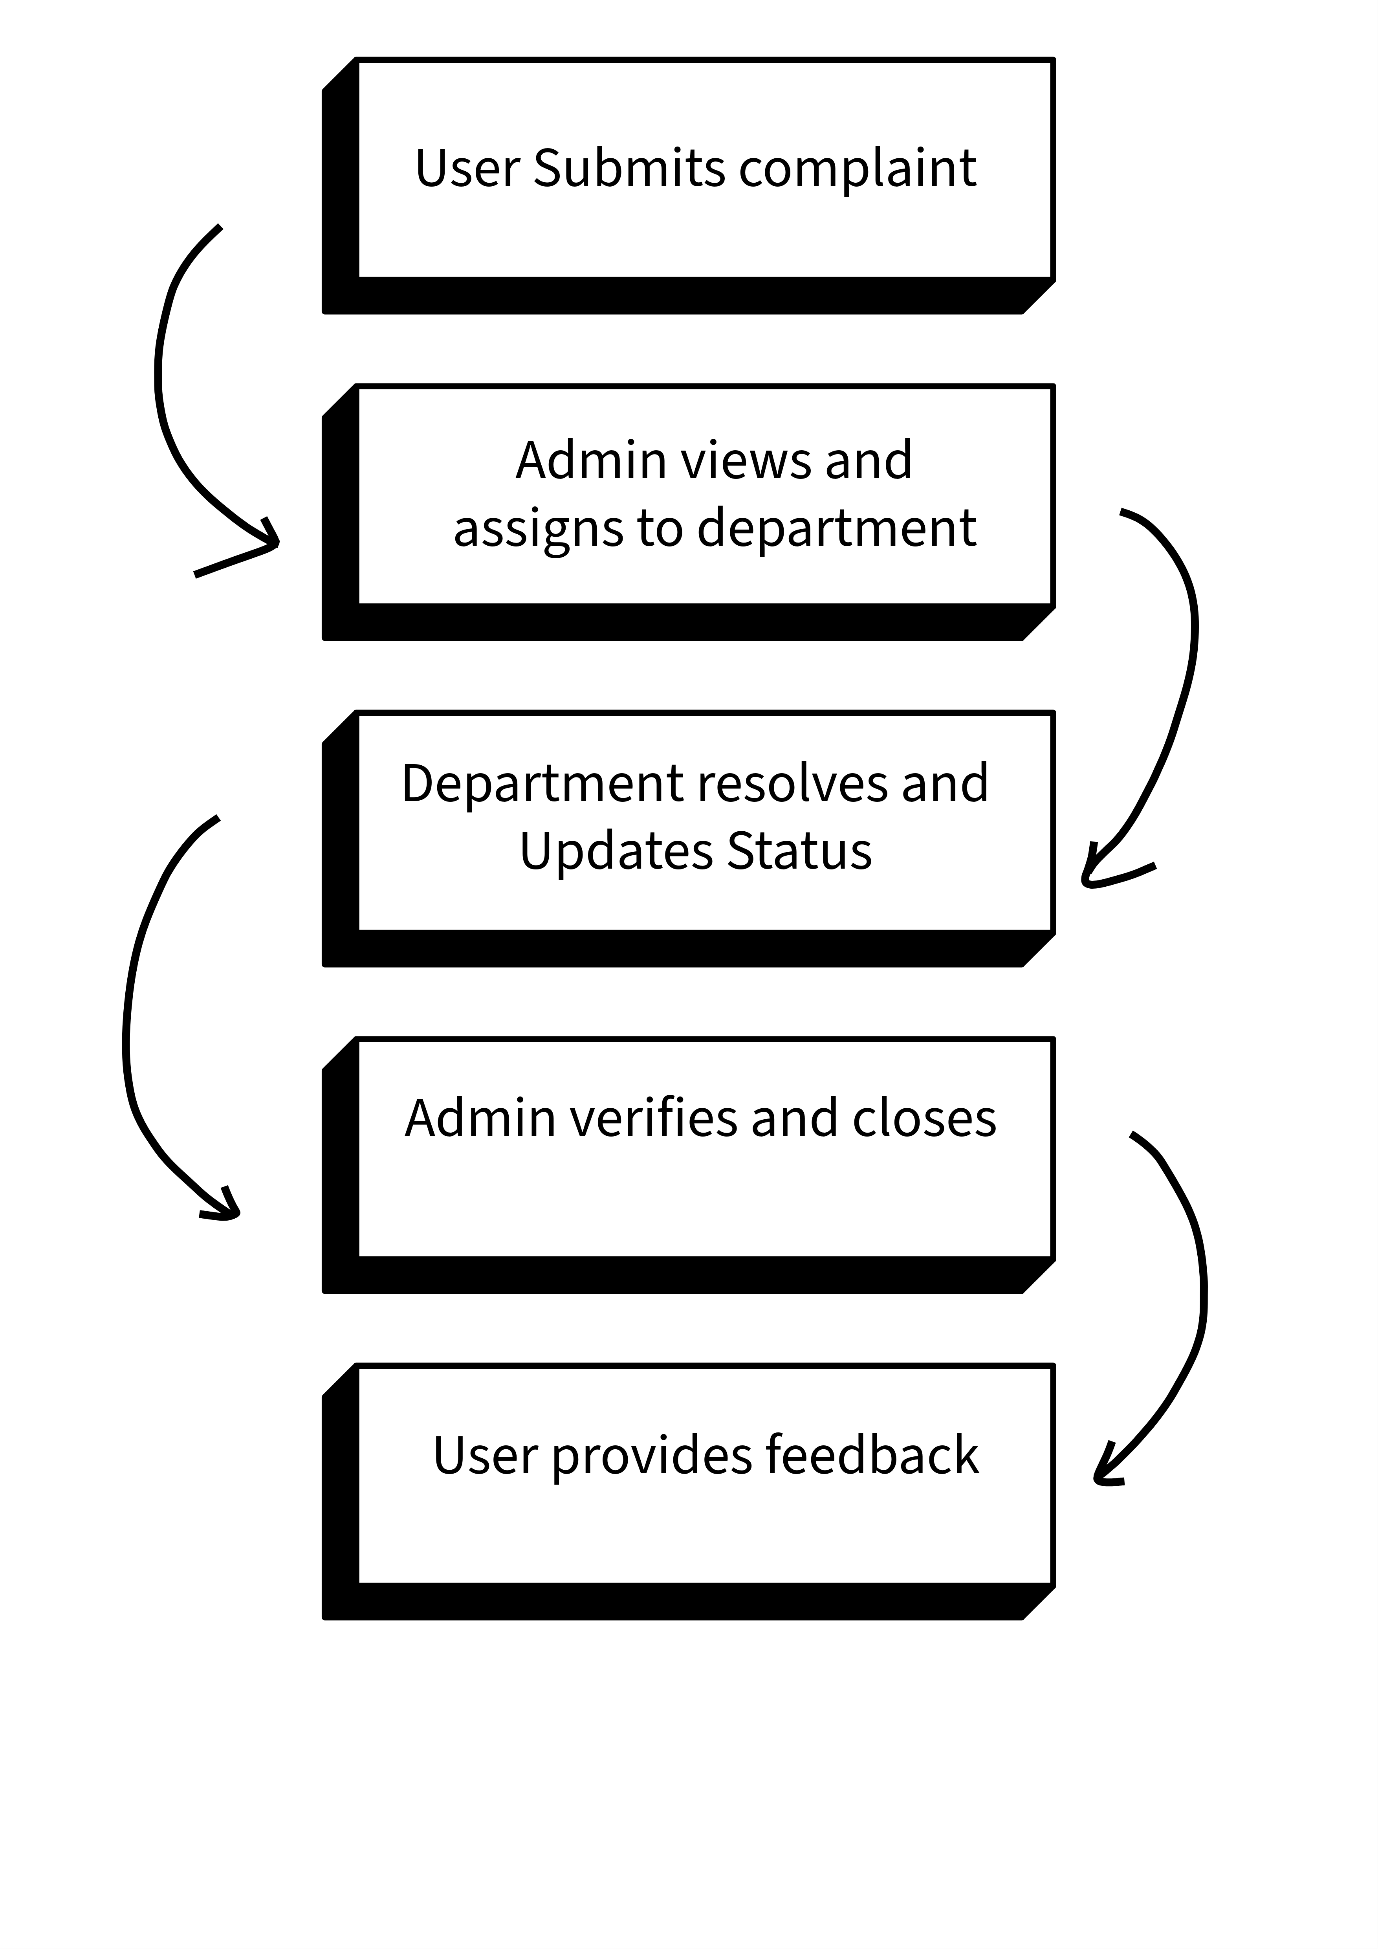 User Submits complaint
Admin views and
assigns to department
Department resolves and
Updates Status
Admin verifies and closes
User provides feedback